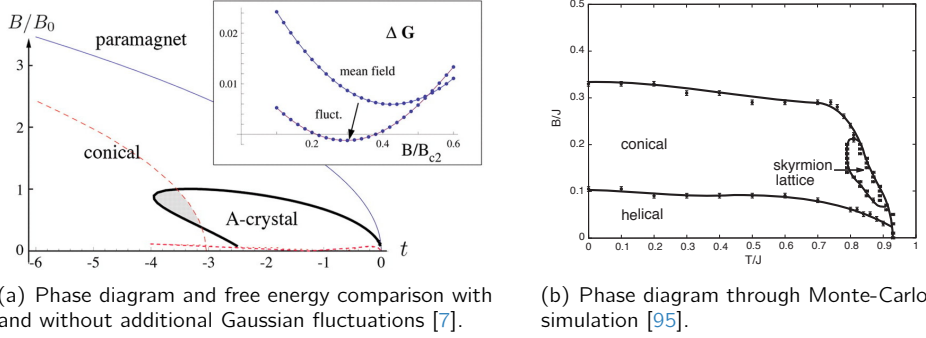 B/B₀
paramagnet
3
2
conical
1
A-crystal
0
-6
-5
-4
-3
-2
-1
0
t
Δ G
0.02
mean field
0.01
fluct.
B/B_c2
0.2
0.4
0.6
(a) Phase diagram and free energy comparison with
and without additional Gaussian fluctuations [7].
0.5
0.4
0.3
B/J
0.2
0.1
0
conical
skyrmion
lattice
helical
0
0.1
0.2
0.3
0.4
0.5
0.6
0.7
0.8
0.9
1
T/J
(b) Phase diagram through Monte-Carlo
simulation [95].